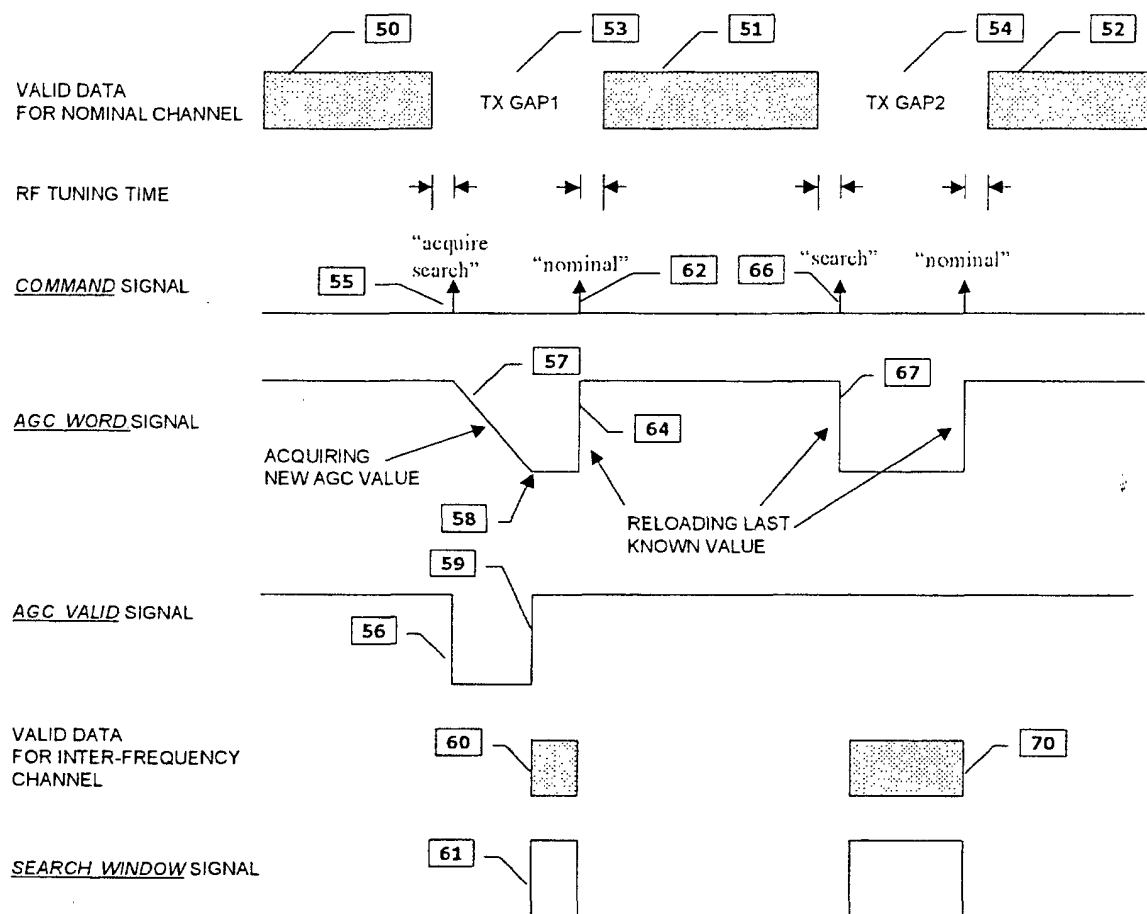 50
53
51
54
52
VALID DATA
FOR NOMINAL CHANNEL
TX GAP1
TX GAP2
RF TUNING TIME
"acquire
search"
"nominal"
"search"
"nominal"
COMMAND SIGNAL
55
62
66
57
67
AGC WORD SIGNAL
64
ACQUIRING
NEW AGC VALUE
58
RELOADING LAST
KNOWN VALUE
59
AGC VALID SIGNAL
56
VALID DATA
FOR INTER-FREQUENCY
CHANNEL
60
70
SEARCH WINDOW SIGNAL
61